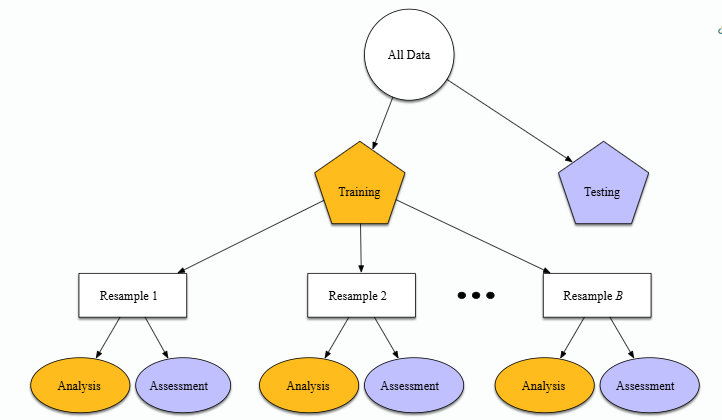 All Data
Training
Testing
Resample 1
Resample 2
Resample B
Analysis
Assessment
Analysis
Assessment
Analysis
Assessment